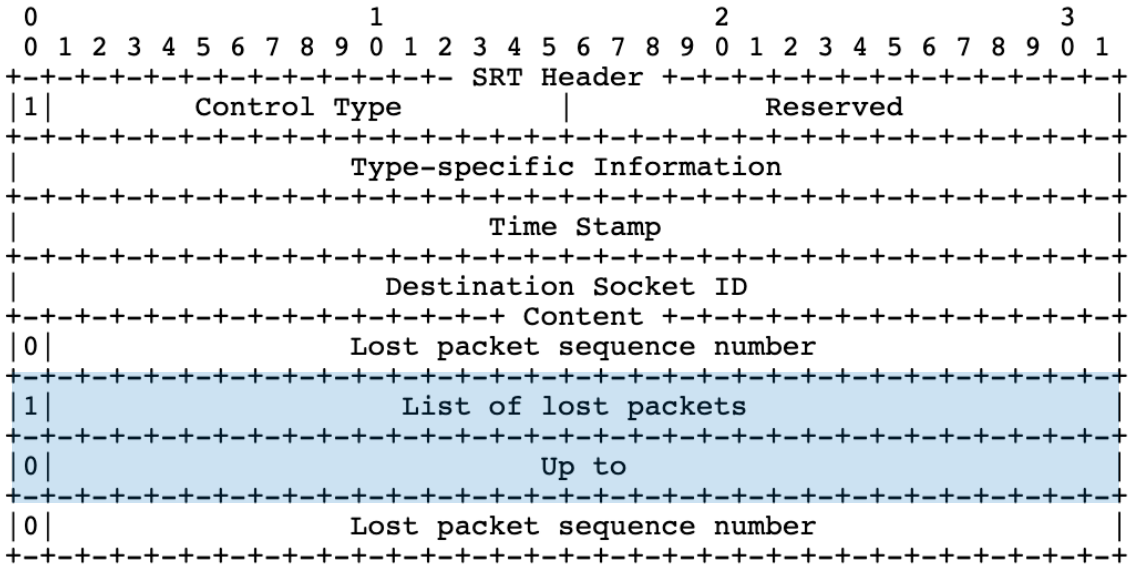 0                   1                   2                   3
 0 1 2 3 4 5 6 7 8 9 0 1 2 3 4 5 6 7 8 9 0 1 2 3 4 5 6 7 8 9 0 1
+-+-+-+-+-+-+-+-+-+-+-+-+- SRT Header +-+-+-+-+-+-+-+-+-+-+-+-+-+
|1|        Control Type         |           Reserved            |
+-+-+-+-+-+-+-+-+-+-+-+-+-+-+-+-+-+-+-+-+-+-+-+-+-+-+-+-+-+-+-+-+
|                   Type-specific Information                   |
+-+-+-+-+-+-+-+-+-+-+-+-+-+-+-+-+-+-+-+-+-+-+-+-+-+-+-+-+-+-+-+-+
|                           Time Stamp                          |
+-+-+-+-+-+-+-+-+-+-+-+-+-+-+-+-+-+-+-+-+-+-+-+-+-+-+-+-+-+-+-+-+
|                     Destination Socket ID                     |
+-+-+-+-+-+-+-+-+-+-+-+-+-+-+ Content +-+-+-+-+-+-+-+-+-+-+-+-+-+
|0|                 Lost packet sequence number                 |
+-+-+-+-+-+-+-+-+-+-+-+-+-+-+-+-+-+-+-+-+-+-+-+-+-+-+-+-+-+-+-+-+
|1|                    List of lost packets                     |
+-+-+-+-+-+-+-+-+-+-+-+-+-+-+-+-+-+-+-+-+-+-+-+-+-+-+-+-+-+-+-+-+
|0|                            Up to                            |
+-+-+-+-+-+-+-+-+-+-+-+-+-+-+-+-+-+-+-+-+-+-+-+-+-+-+-+-+-+-+-+-+
|0|                 Lost packet sequence number                 |
+-+-+-+-+-+-+-+-+-+-+-+-+-+-+-+-+-+-+-+-+-+-+-+-+-+-+-+-+-+-+-+-+